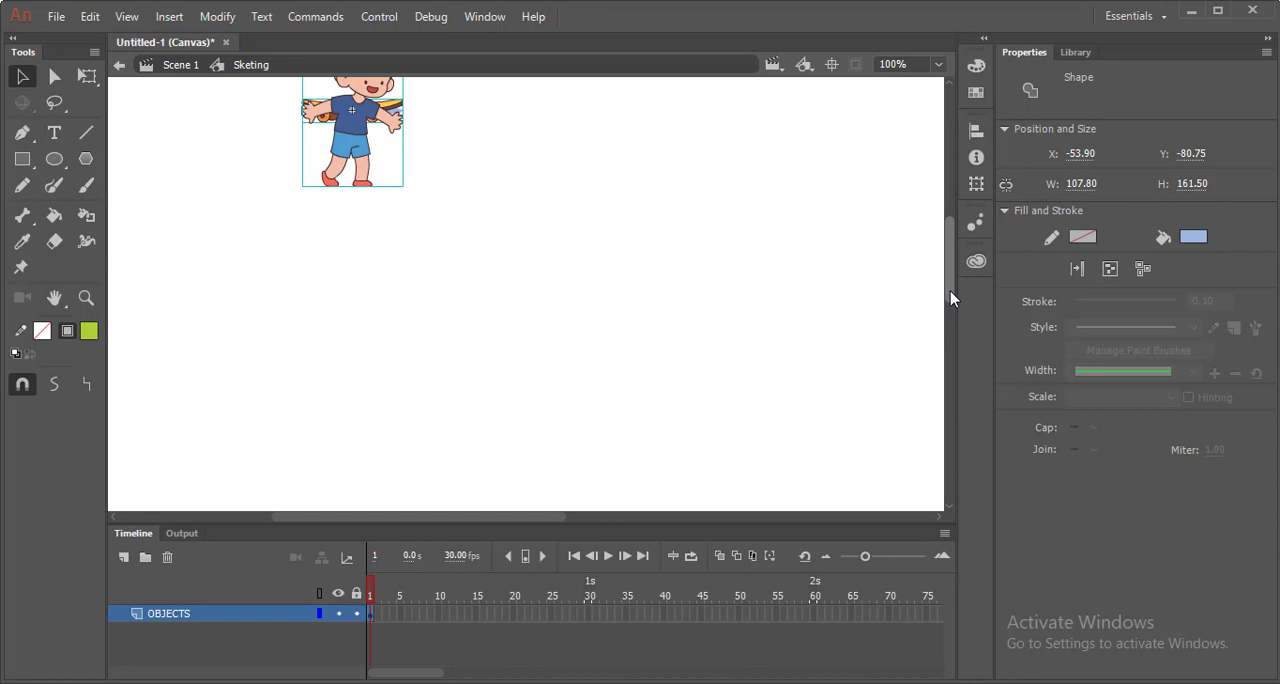 An File Edit View Insert Modify Text Commands Control Debug Window Help Essentials
Tools
Untitled-1 (Canvas)* ×
Scene 1 Sketing 100%
Properties Library
Shape
Position and Size
X: -53.90 Y: -80.75
W: 107.80 H: 161.50
Fill and Stroke
Stroke: 0.10
Style:
Manage Paint Brushes
Width:
Scale: Hinting
Cap:
Join: Miter: 1.00
Timeline Output
1 0.0 s 30.00 fps
1s 2s
1 5 10 15 20 25 30 35 40 45 50 55 60 65 70 75
OBJECTS
Activate Windows
Go to Settings to activate Windows.